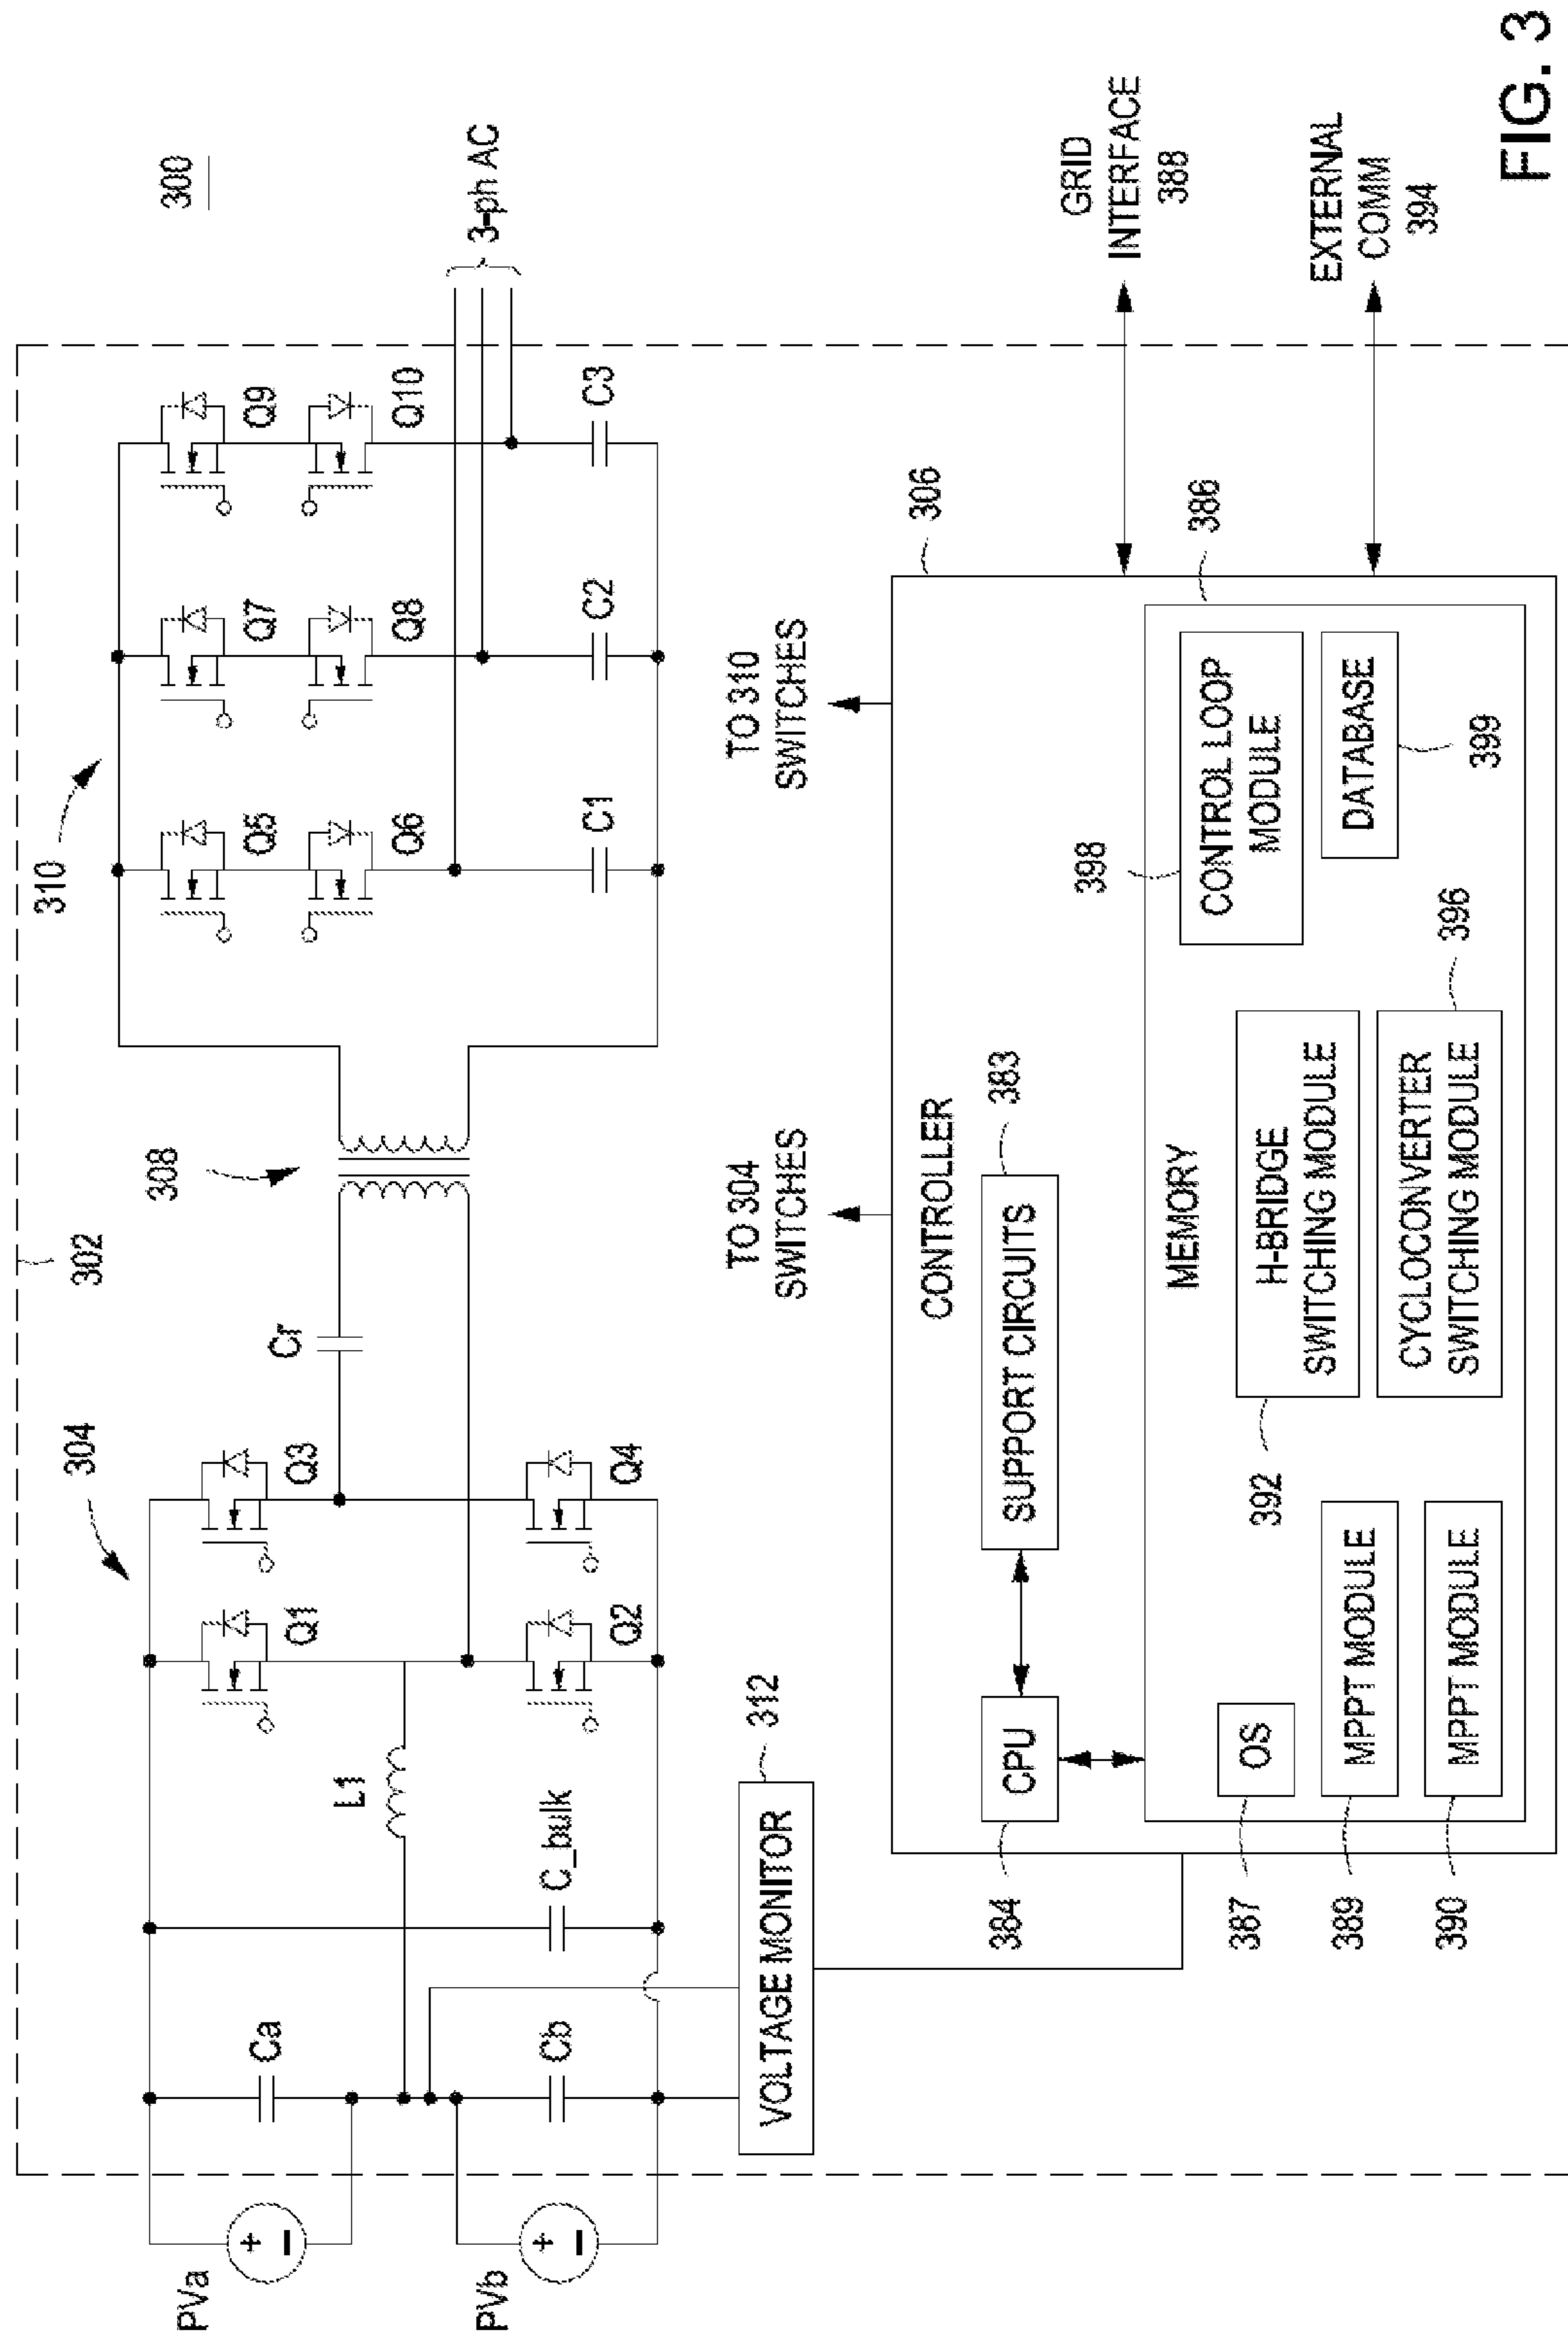 300
302
304
308
310
PVa
PVb
Ca
Cb
C_bulk
L1
Q1
Q2
Q3
Q4
Cr
Q5
Q6
Q7
Q8
Q9
Q10
C1
C2
C3
3-ph AC
VOLTAGE MONITOR
312
TO 304
SWITCHES
TO 310
SWITCHES
306
CONTROLLER
384
CPU
SUPPORT CIRCUITS
383
GRID
INTERFACE
388
386
MEMORY
387
OS
389
MPPT MODULE
390
MPPT MODULE
392
H-BRIDGE
SWITCHING MODULE
CYCLOCONVERTER
SWITCHING MODULE
396
398
CONTROL LOOP
MODULE
DATABASE
399
EXTERNAL
COMM
394
FIG. 3